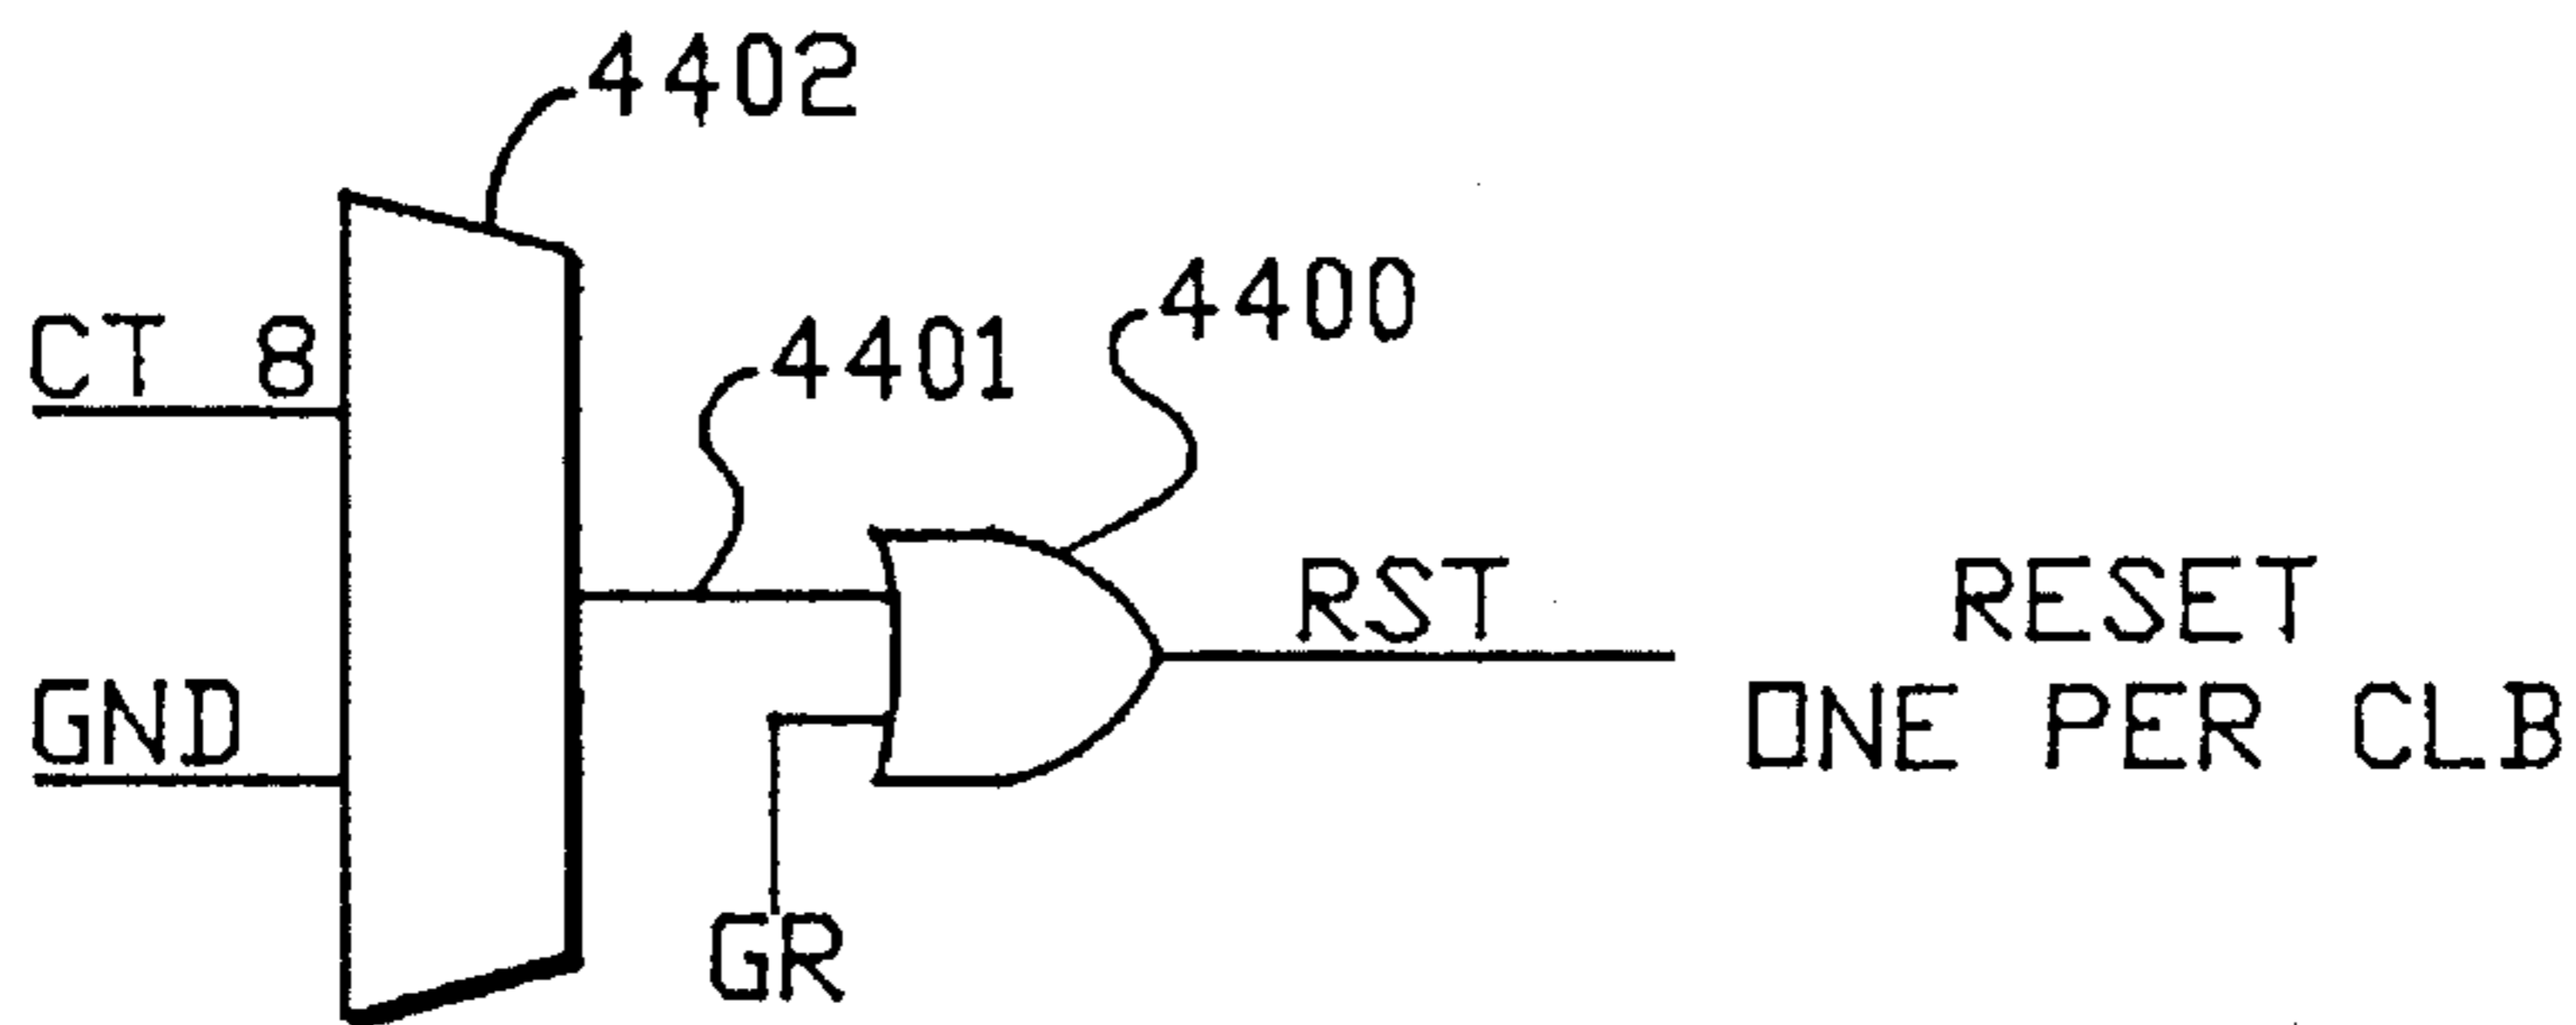 4402
4400
CT 8
4401
RST
RESET
GND
ONE PER CLB
GR